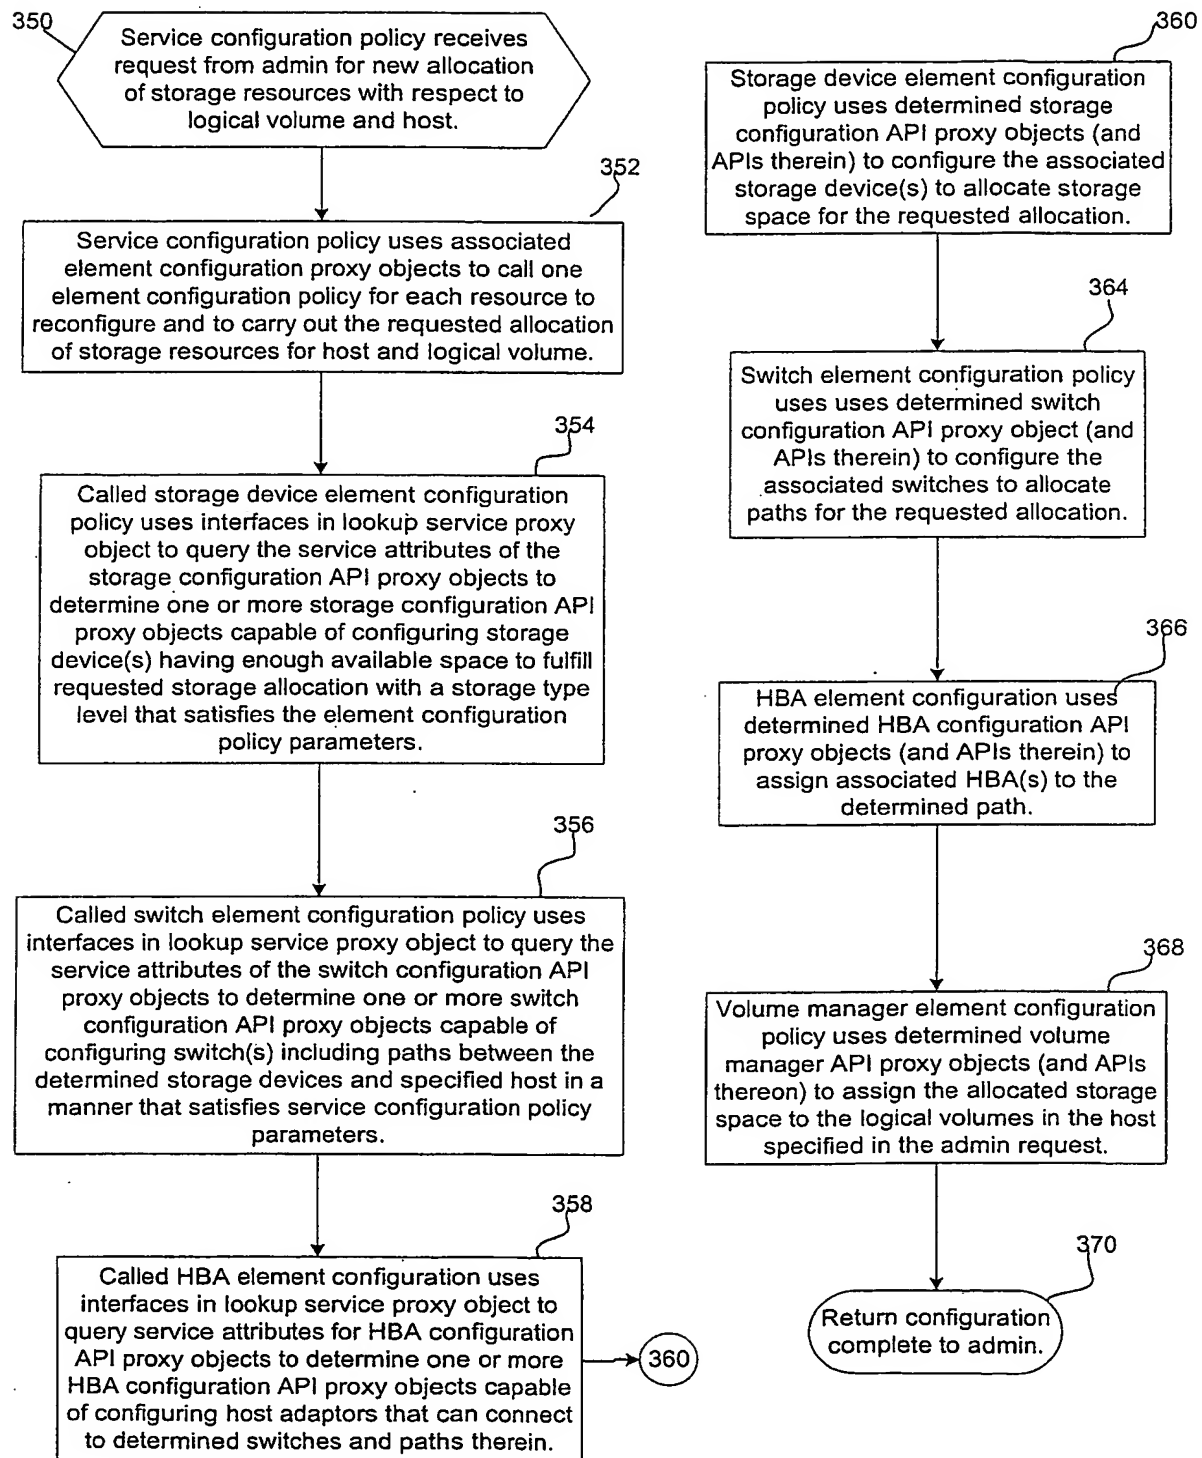 350
Service configuration policy receives
request from admin for new allocation
of storage resources with respect to
logical volume and host.
352
Service configuration policy uses associated
element configuration proxy objects to call one
element configuration policy for each resource to
reconfigure and to carry out the requested allocation
of storage resources for host and logical volume.
354
Called storage device element configuration
policy uses interfaces in lookup service proxy
object to query the service attributes of the
storage configuration API proxy objects to
determine one or more storage configuration API
proxy objects capable of configuring storage
device(s) having enough available space to fulfill
requested storage allocation with a storage type
level that satisfies the element configuration
policy parameters.
356
Called switch element configuration policy uses
interfaces in lookup service proxy object to query the
service attributes of the switch configuration API
proxy objects to determine one or more switch
configuration API proxy objects capable of
configuring switch(s) including paths between the
determined storage devices and specified host in a
manner that satisfies service configuration policy
parameters.
358
Called HBA element configuration uses
interfaces in lookup service proxy object to
query service attributes for HBA configuration
API proxy objects to determine one or more
HBA configuration API proxy objects capable
of configuring host adaptors that can connect
to determined switches and paths therein.
360
360
Storage device element configuration
policy uses determined storage
configuration API proxy objects (and
APIs therein) to configure the associated
storage device(s) to allocate storage
space for the requested allocation.
364
Switch element configuration policy
uses uses determined switch
configuration API proxy object (and
APIs therein) to configure the
associated switches to allocate
paths for the requested allocation.
366
HBA element configuration uses
determined HBA configuration API
proxy objects (and APIs therein) to
assign associated HBA(s) to the
determined path.
368
Volume manager element configuration
policy uses determined volume
manager API proxy objects (and APIs
thereon) to assign the allocated storage
space to the logical volumes in the host
specified in the admin request.
370
Return configuration
complete to admin.